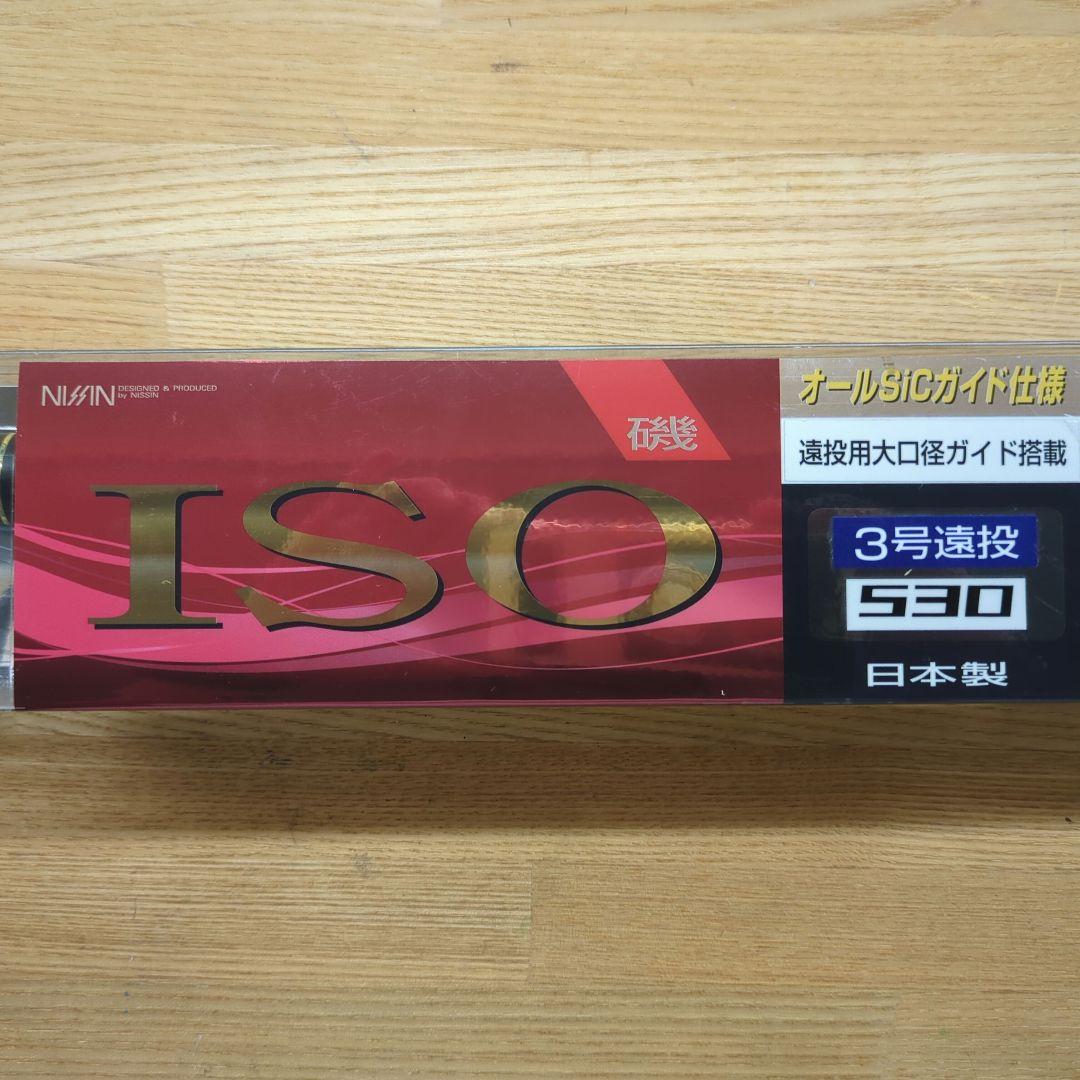 NISSIN
DESIGNED & PRODUCED
by NISSIN
磯
ISO
オールSiCガイド仕様
遠投用大口径ガイド搭載
3号遠投
530
日本製